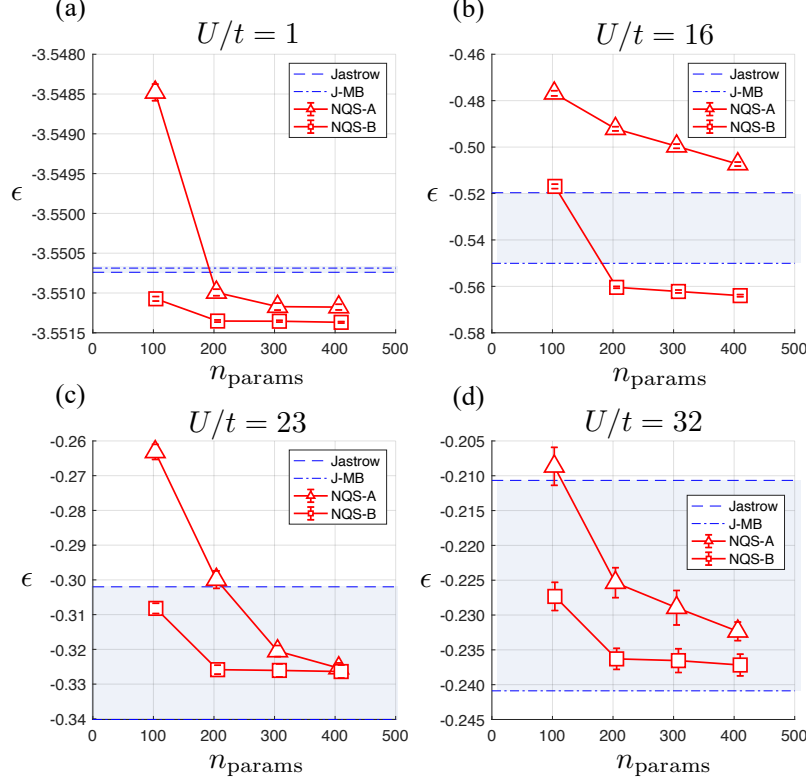 (a)
U/t = 1
-3.5480
-3.5485
-3.5490
-3.5495
-3.5500
-3.5505
-3.5510
-3.5515
ϵ
0
100
200
300
400
500
n_params
Jastrow
J-MB
NQS-A
NQS-B
(b)
U/t = 16
-0.46
-0.48
-0.50
-0.52
-0.54
-0.56
-0.58
ϵ
0
100
200
300
400
500
n_params
Jastrow
J-MB
NQS-A
NQS-B
(c)
U/t = 23
-0.26
-0.27
-0.28
-0.29
-0.30
-0.31
-0.32
-0.33
-0.34
ϵ
0
100
200
300
400
500
n_params
Jastrow
J-MB
NQS-A
NQS-B
(d)
U/t = 32
-0.205
-0.210
-0.215
-0.220
-0.225
-0.230
-0.235
-0.240
-0.245
ϵ
0
100
200
300
400
500
n_params
Jastrow
J-MB
NQS-A
NQS-B